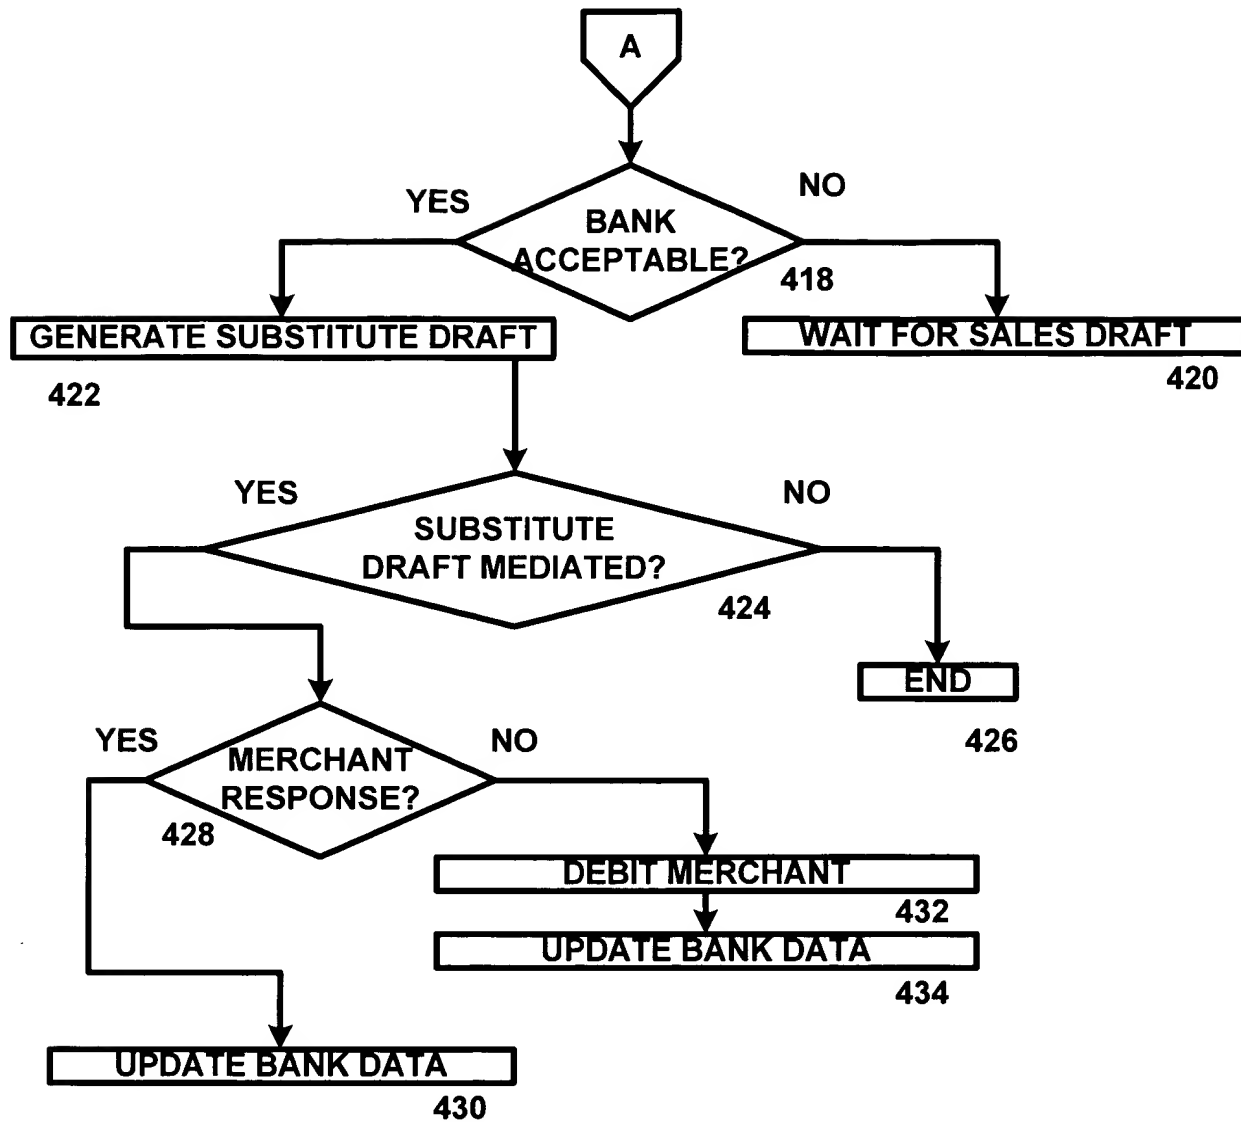 A
YES
NO
BANK
ACCEPTABLE?
418
GENERATE SUBSTITUTE DRAFT
WAIT FOR SALES DRAFT
422
420
YES
NO
SUBSTITUTE
DRAFT MEDIATED?
424
END
426
YES
NO
MERCHANT
RESPONSE?
428
DEBIT MERCHANT
432
UPDATE BANK DATA
434
UPDATE BANK DATA
430